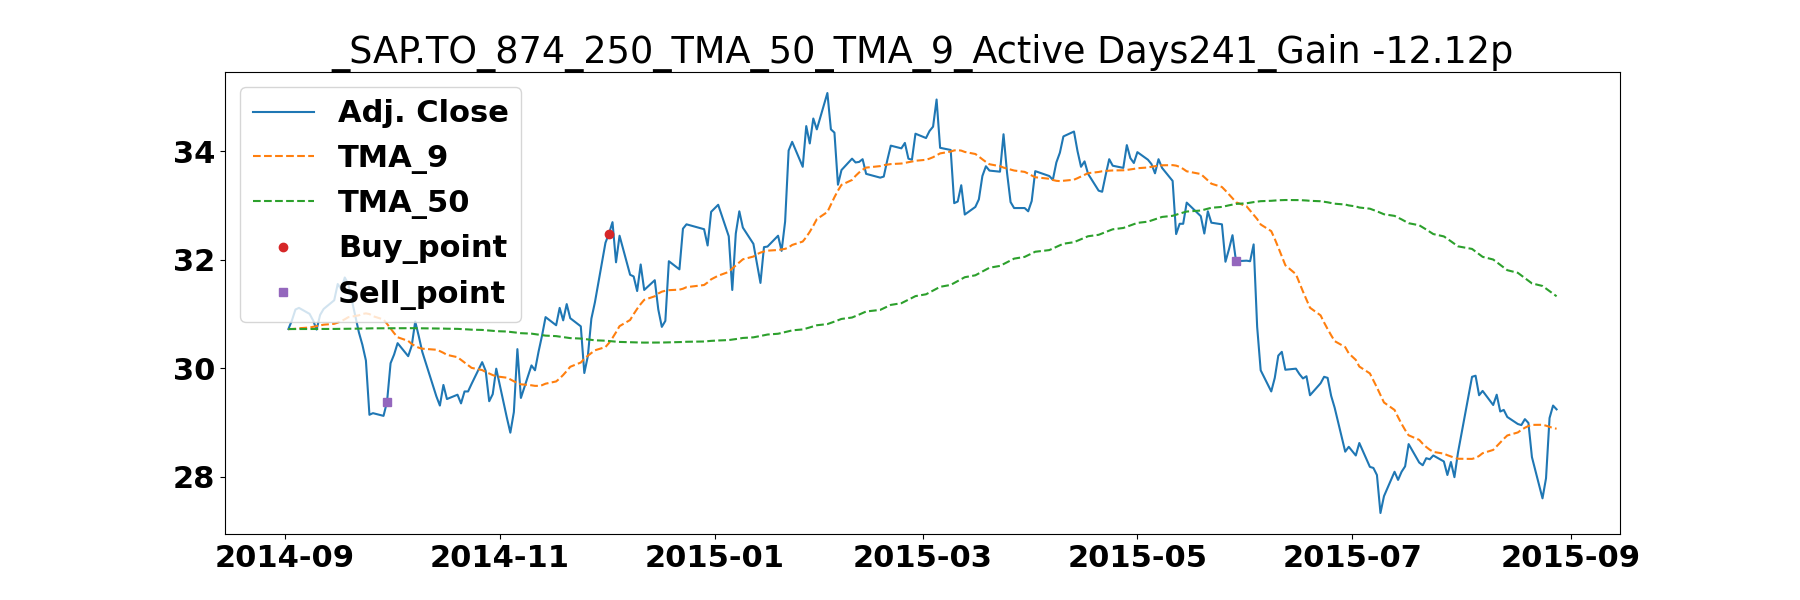 _SAP.TO_874_250_TMA_50_TMA_9_Active Days241_Gain -12.12p
Adj. Close
TMA_9
TMA_50
Buy_point
Sell_point
34
32
30
28
2014-09 2014-11 2015-01 2015-03 2015-05 2015-07 2015-09